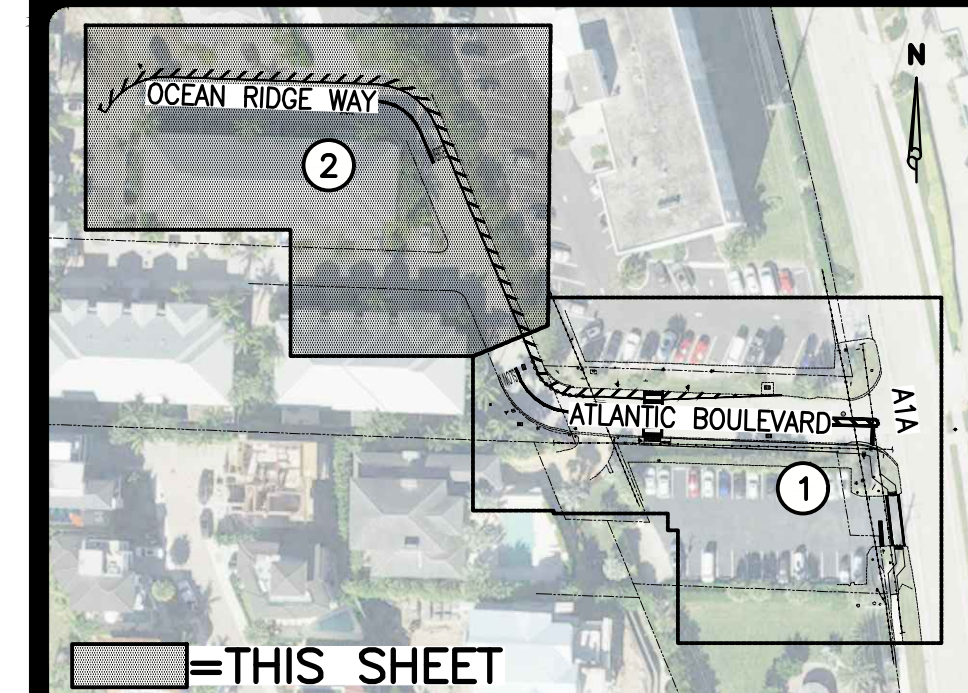 N
OCEAN RIDGE WAY
2
A1A
ATLANTIC BOULEVARD
1
=THIS SHEET